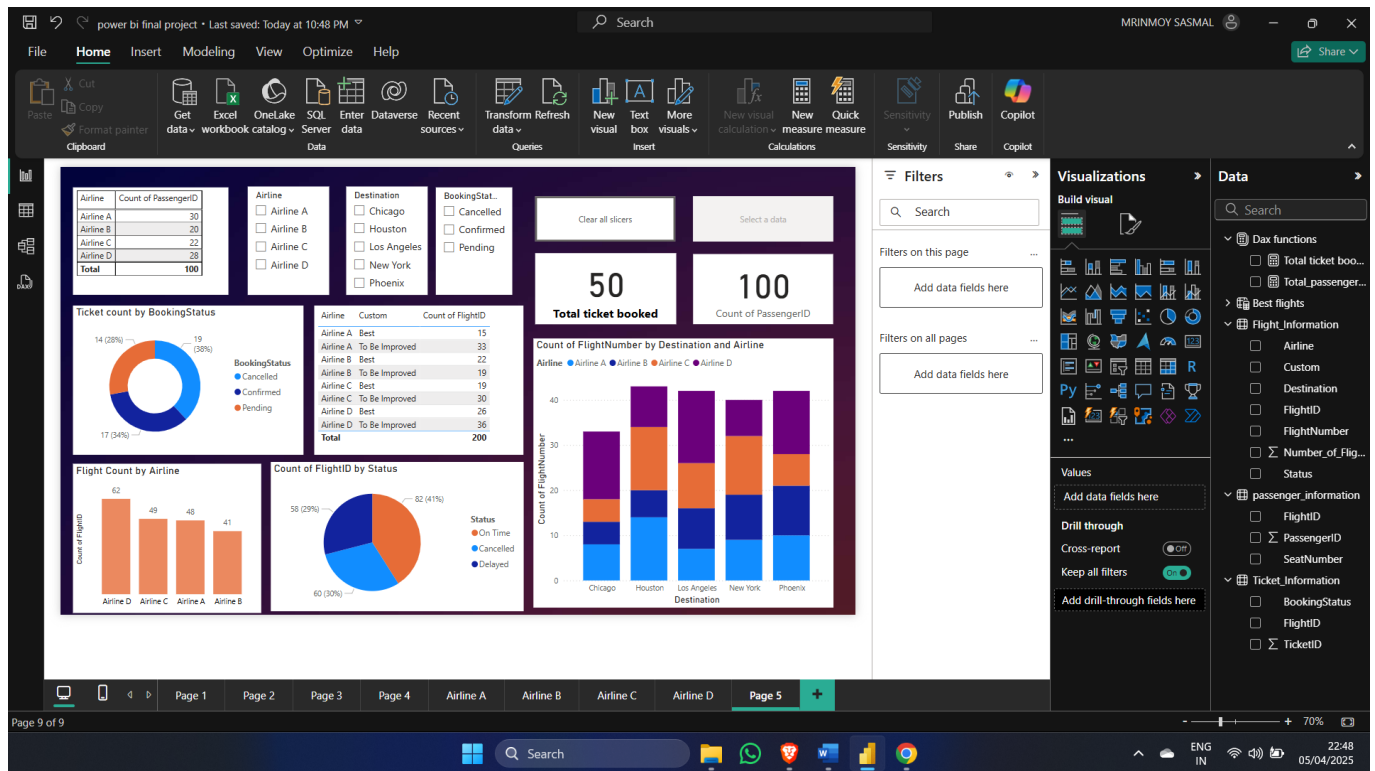 power bi final project • Last saved: Today at 10:48 PM
Search
MRINMOY SASMAL
File Home Insert Modeling View Optimize Help
Share
Paste
Cut
Copy
Format painter
Clipboard
Get data
Excel workbook
OneLake catalog
SQL Server
Enter data
Dataverse
Recent sources
Data
Transform data
Refresh
Queries
New visual
Text box
More visuals
Insert
New visual calculation
New measure
Quick measure
Calculations
Sensitivity
Sensitivity
Publish
Share
Copilot
Copilot
Airline Count of PassengerID
Airline A 30
Airline B 20
Airline C 22
Airline D 28
Total 100
Airline
Airline A
Airline B
Airline C
Airline D
Destination
Chicago
Houston
Los Angeles
New York
Phoenix
BookingStat...
Cancelled
Confirmed
Pending
Clear all slicers
Select a data
50
Total ticket booked
100
Count of PassengerID
Ticket count by BookingStatus
14 (28%)
19
(38%)
17 (34%)
BookingStatus
Cancelled
Confirmed
Pending
Airline Custom Count of FlightID
Airline A Best 15
Airline A To Be Improved 33
Airline B Best 22
Airline B To Be Improved 19
Airline C Best 19
Airline C To Be Improved 30
Airline D Best 26
Airline D To Be Improved 36
Total 200
Count of FlightNumber by Destination and Airline
Airline Airline A Airline B Airline C Airline D
Count of FlightNumber
40
30
20
10
0
Chicago Houston Los Angeles New York Phoenix
Destination
Flight Count by Airline
Count of FlightID
62
49
48
41
Airline D Airline C Airline A Airline B
Count of FlightID by Status
58 (29%)
82 (41%)
60 (30%)
Status
On Time
Cancelled
Delayed
Filters
Search
Filters on this page ...
Add data fields here
Filters on all pages ...
Add data fields here
Visualizations
Build visual
123
R
Py
...
Values
Add data fields here
Drill through
Cross-report Off
Keep all filters On
Add drill-through fields here
Data
Search
Dax functions
Total ticket boo...
Total_passenger...
Best flights
Flight_Information
Airline
Custom
Destination
FlightID
FlightNumber
Number_of_Flig...
Status
passenger_information
FlightID
PassengerID
SeatNumber
Ticket_Information
BookingStatus
FlightID
TicketID
Page 1 Page 2 Page 3 Page 4 Airline A Airline B Airline C Airline D Page 5 +
Page 9 of 9
- + 70%
Search
ENG
IN
22:48
05/04/2025